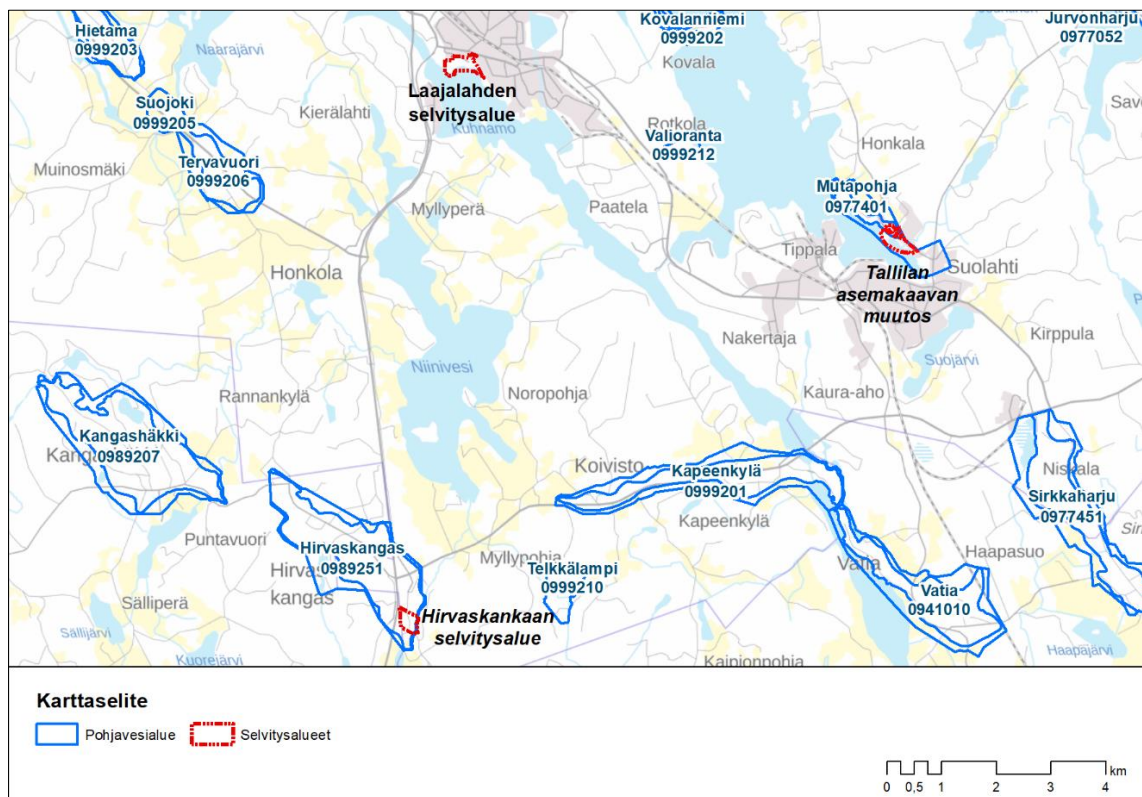 Hietama
0999203
Naarajärvi
Kovalanniemi
0999202
Kovala
Jurvonharju
0977052
Suojoki
0999205
Kierälahti
Laajalahden
selvitysalue
Kuhnamo
Rotkola
Valioranta
0999212
Honkala
Muinosmäki
Tervavuori
0999206
Myllyperä
Paatela
Mutapohja
0977401
Tippala
Suolahti
Honkola
Tallilan
asemakaavan
muutos
Nakertaja
Kirppula
Suojärvi
Niinivesi
Rannankylä
Noropohja
Kaura-aho
Kangashäkki
0989207
Koivisto
Kapeenkylä
0999201
Kapeenkylä
Niskala
Sirkkaharju
0977451
Puntavuori
Hirvaskangas
0989251
kangas
Myllypohja
Telkkälampi
0999210
Vatia
Haapasuo
Vatia
0941010
Sälliperä
Hirvaskankaan
selvitysalue
Sällijärvi
Kuorejärvi
Kaipionpohja
Haapajärvi
Karttaselite
Pohjavesialue
Selvitysalueet
km
0 0,5 1 2 3 4